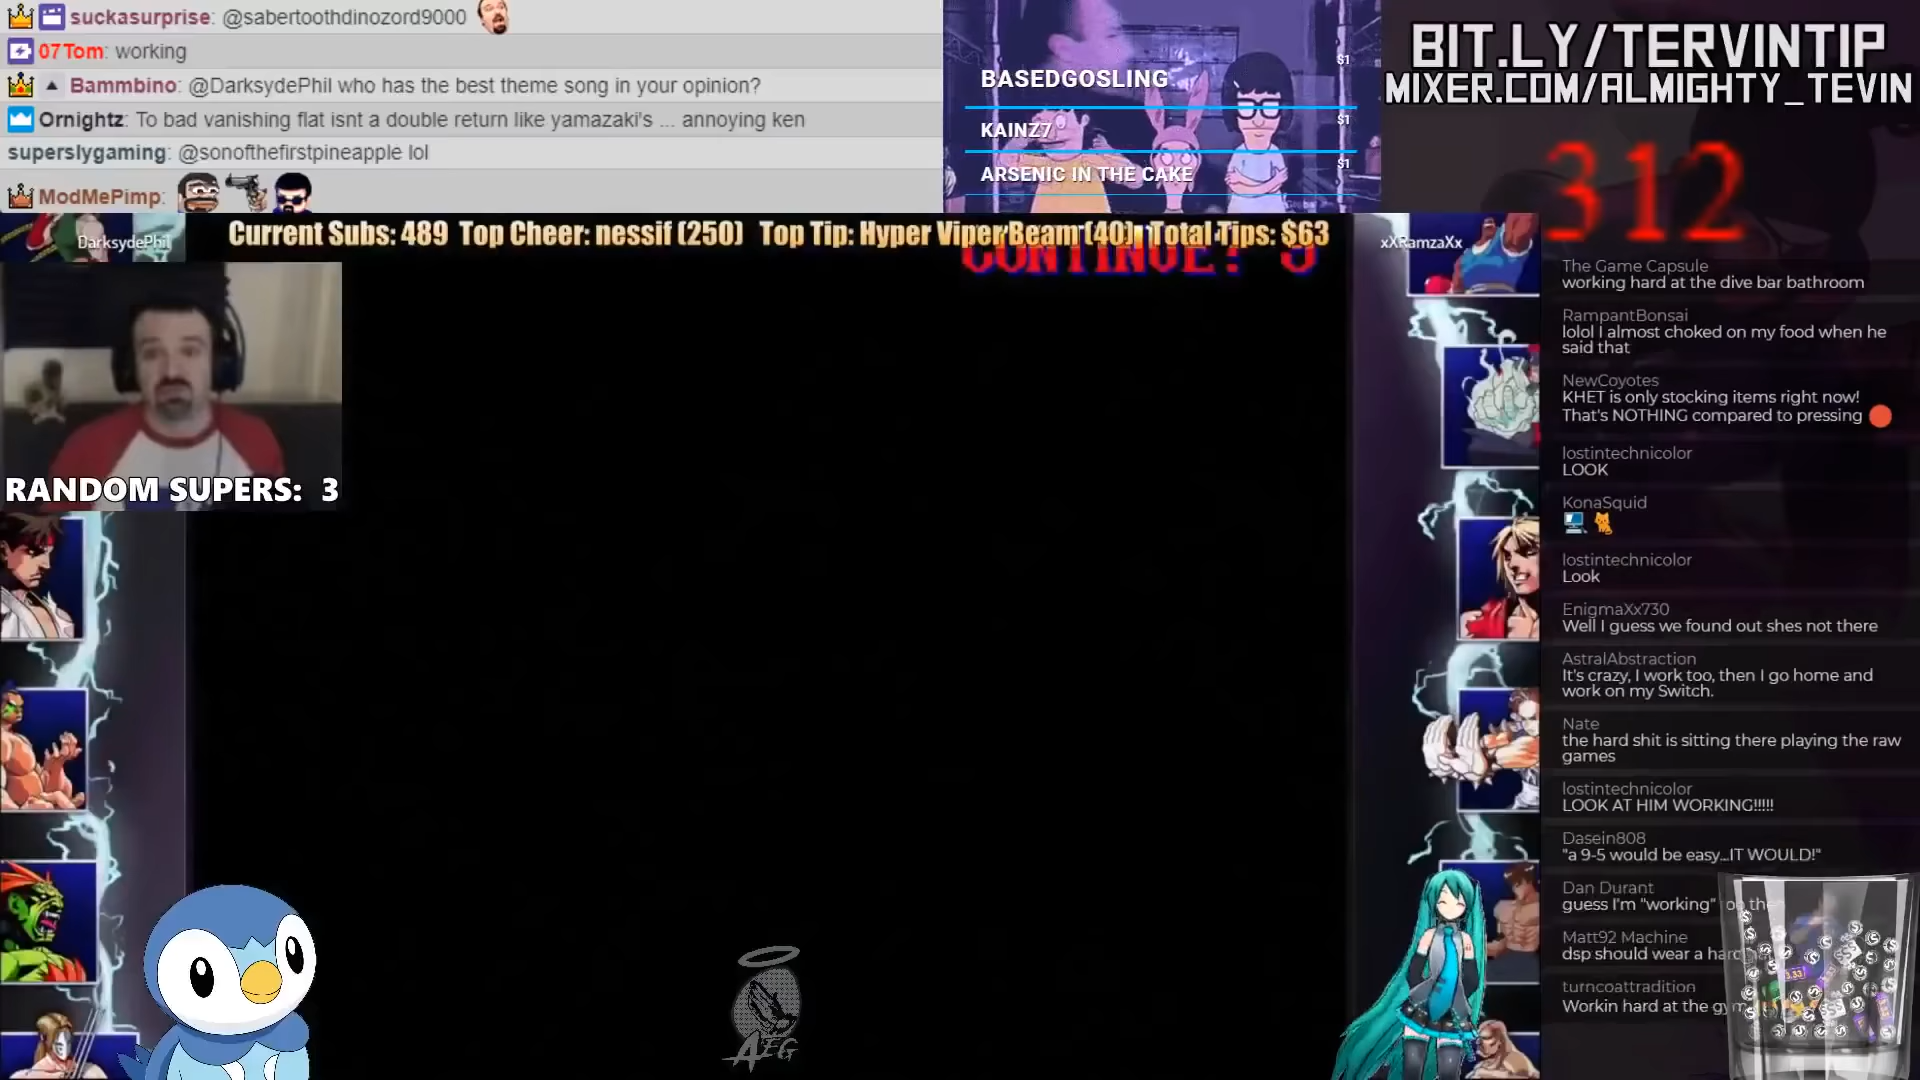 suckasurprise: @sabertoothdinozord9000
07Tom: working
Bammbino: @DarksydePhil who has the best theme song in your opinion?
Ornightz: To bad vanishing flat isnt a double return like yamazaki's ... annoying ken
superslygaming: @sonofthefirstpineapple lol
ModMePimp:
BASEDGOSLING $1
KAINZ7 $1
ARSENIC IN THE CAKE $1
BIT.LY/TERVINTIP
MIXER.COM/ALMIGHTY_TEVIN
312
DarksydePhil
Current Subs: 489 Top Cheer: nessif (250) Top Tip: Hyper ViperBeam (40) Total Tips: $63
CONTINUE?
xXRamzaXx
RANDOM SUPERS: 3
The Game Capsule
working hard at the dive bar bathroom
RampantBonsai
lolol I almost choked on my food when he
said that
NewCoyotes
KHET is only stocking items right now!
That's NOTHING compared to pressing
lostintechnicolor
LOOK
KonaSquid
lostintechnicolor
Look
EnigmaXx730
Well I guess we found out shes not there
AstralAbstraction
It's crazy, I work too, then I go home and
work on my Switch.
Nate
the hard shit is sitting there playing the raw
games
lostintechnicolor
LOOK AT HIM WORKING!!!!!
Dasein808
"a 9-5 would be easy...IT WOULD!"
Dan Durant
guess I'm "working"
Matt92 Machine
dsp should wear a hard
turncoattradition
Workin hard at the gym
AEG